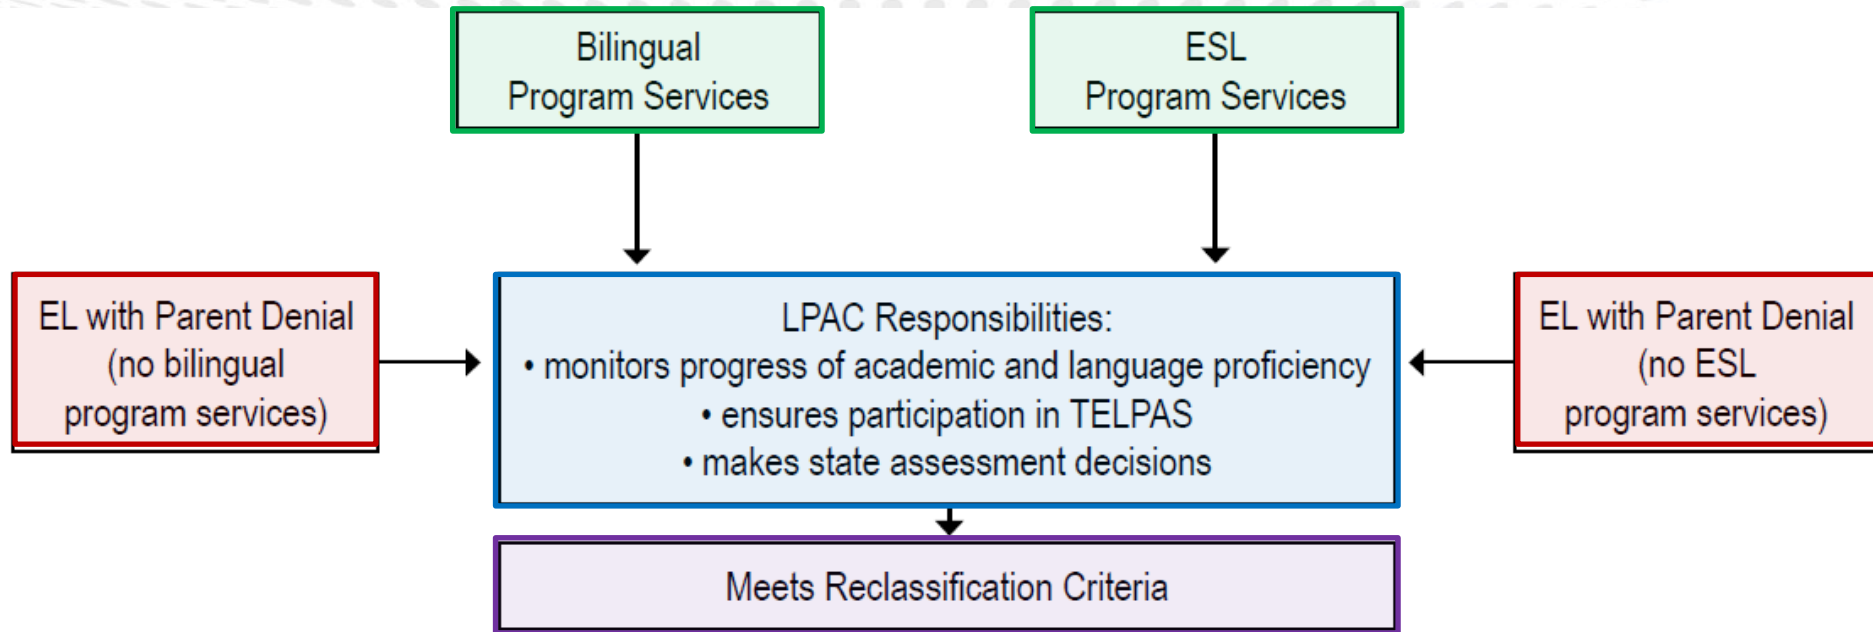 Bilingual
Program Services
ESL
Program Services
EL with Parent Denial
(no bilingual
program services)
LPAC Responsibilities:
• monitors progress of academic and language proficiency
• ensures participation in TELPAS
• makes state assessment decisions
EL with Parent Denial
(no ESL
program services)
Meets Reclassification Criteria